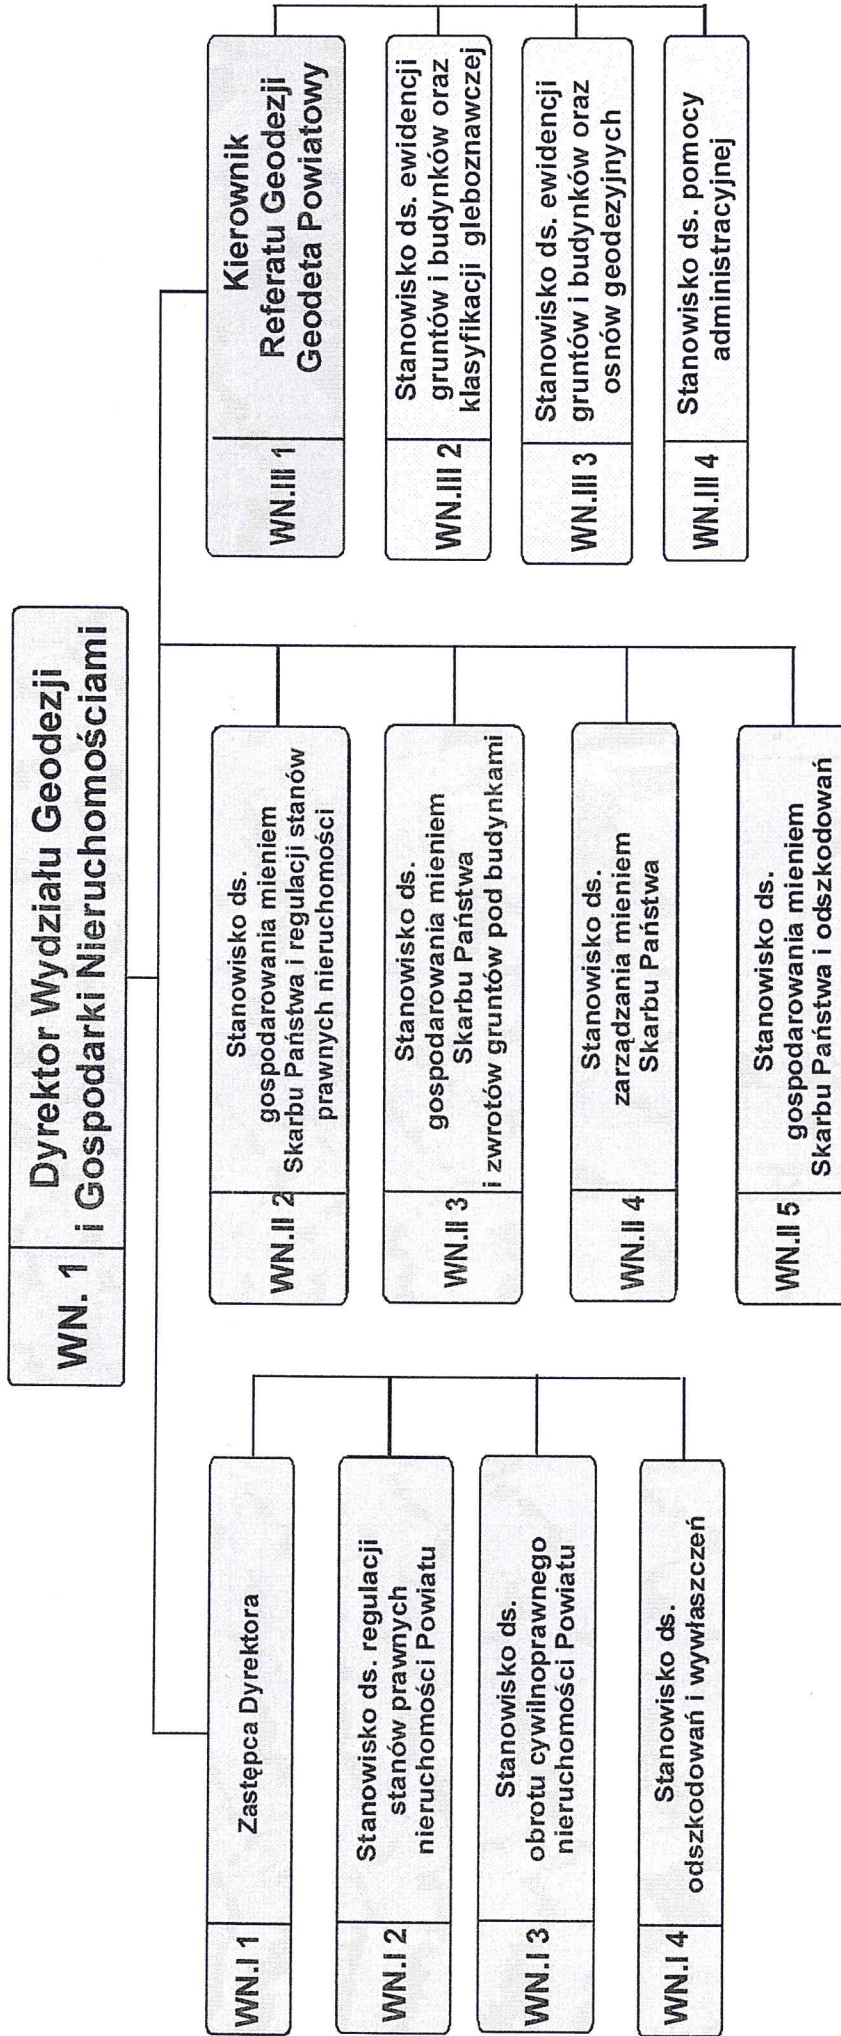 WN. 1
Dyrektor Wydziału Geodezji
i Gospodarki Nieruchomościami
WN.I 1
Zastępca Dyrektora
WN.I 2
Stanowisko ds. regulacji
stanów prawnych
nieruchomości Powiatu
WN.I 3
Stanowisko ds.
obrotu cywilnoprawnego
nieruchomości Powiatu
WN.I 4
Stanowisko ds.
odszkodowań i wywłaszczeń
WN.II 2
Stanowisko ds.
gospodarowania mieniem
Skarbu Państwa i regulacji stanów
prawnych nieruchomości
WN.II 3
Stanowisko ds.
gospodarowania mieniem
Skarbu Państwa
i zwrotów gruntów pod budynkami
WN.II 4
Stanowisko ds.
zarządzania mieniem
Skarbu Państwa
WN.II 5
Stanowisko ds.
gospodarowania mieniem
Skarbu Państwa i odszkodowań
WN.III 1
Kierownik
Referatu Geodezji
Geodeta Powiatowy
WN.III 2
Stanowisko ds. ewidencji
gruntów i budynków oraz
klasyfikacji gleboznawczej
WN.III 3
Stanowisko ds. ewidencji
gruntów i budynków oraz
osnów geodezyjnych
WN.III 4
Stanowisko ds. pomocy
administracyjnej